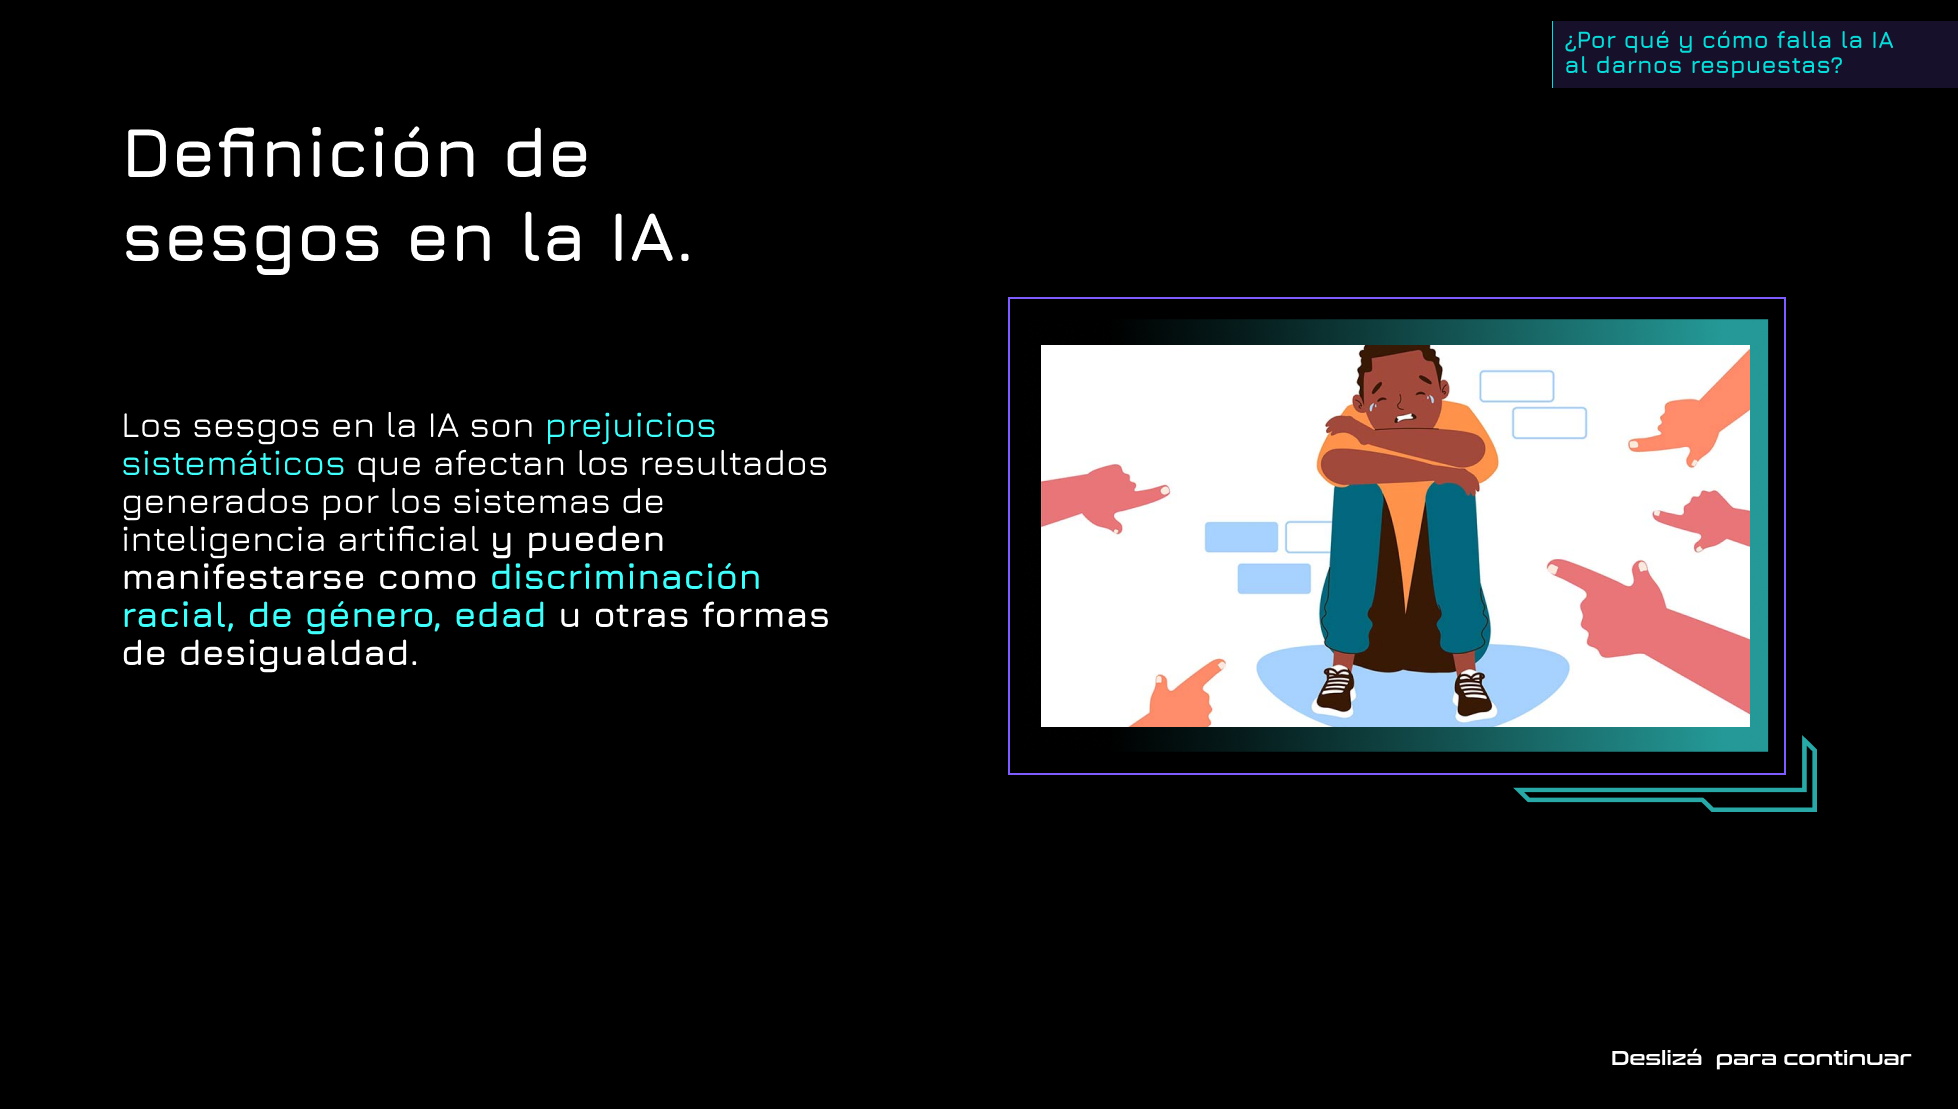 ¿Por qué y cómo falla la IA
al darnos respuestas?
Definición de
sesgos en la IA.
Los sesgos en la IA son prejuicios
sistemáticos que afectan los resultados
generados por los sistemas de
inteligencia artificial y pueden
manifestarse como discriminación
racial, de género, edad u otras formas
de desigualdad.
Deslizá para continuar